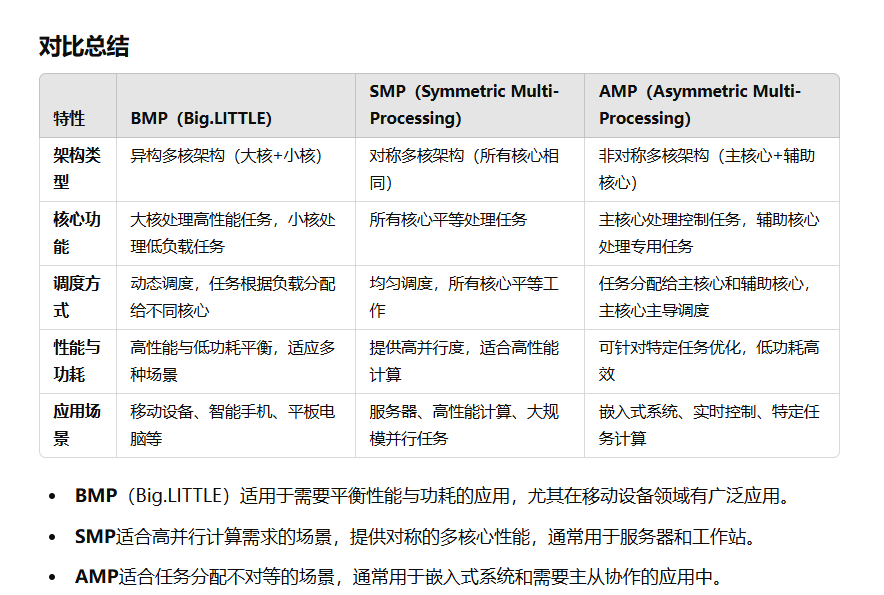 对比总结
特性
BMP（Big.LITTLE）
SMP（Symmetric Multi-
Processing）
AMP（Asymmetric Multi-
Processing）
架构类
型
异构多核架构（大核+小核）
对称多核架构（所有核心相
同）
非对称多核架构（主核心+辅助
核心）
核心功
能
大核处理高性能任务，小核处
理低负载任务
所有核心平等处理任务
主核心处理控制任务，辅助核心
处理专用任务
调度方
式
动态调度，任务根据负载分配
给不同核心
均匀调度，所有核心平等工
作
任务分配给主核心和辅助核心，
主核心主导调度
性能与
功耗
高性能与低功耗平衡，适应多
种场景
提供高并行度，适合高性能
计算
可针对特定任务优化，低功耗高
效
应用场
景
移动设备、智能手机、平板电
脑等
服务器、高性能计算、大规
模并行任务
嵌入式系统、实时控制、特定任
务计算
• BMP（Big.LITTLE）适用于需要平衡性能与功耗的应用，尤其在移动设备领域有广泛应用。
• SMP适合高并行计算需求的场景，提供对称的多核心性能，通常用于服务器和工作站。
• AMP适合任务分配不对等的场景，通常用于嵌入式系统和需要主从协作的应用中。